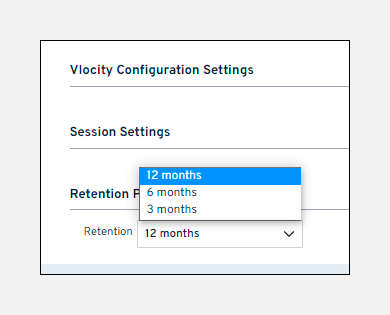 Vlocity Configuration Settings
Session Settings
12 months
6 months
3 months
Retention
Retention 12 months